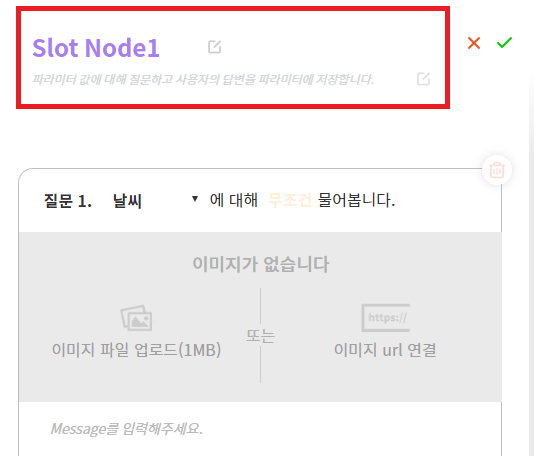 Slot Node1
파라미터 값에 대해 질문하고 사용자의 답변을 파라미터에 저장합니다.
질문 1. 날씨 에 대해 무조건 물어봅니다.
이미지가 없습니다
https://
또는
이미지 파일 업로드(1MB) 이미지 url 연결
Message를 입력해주세요.